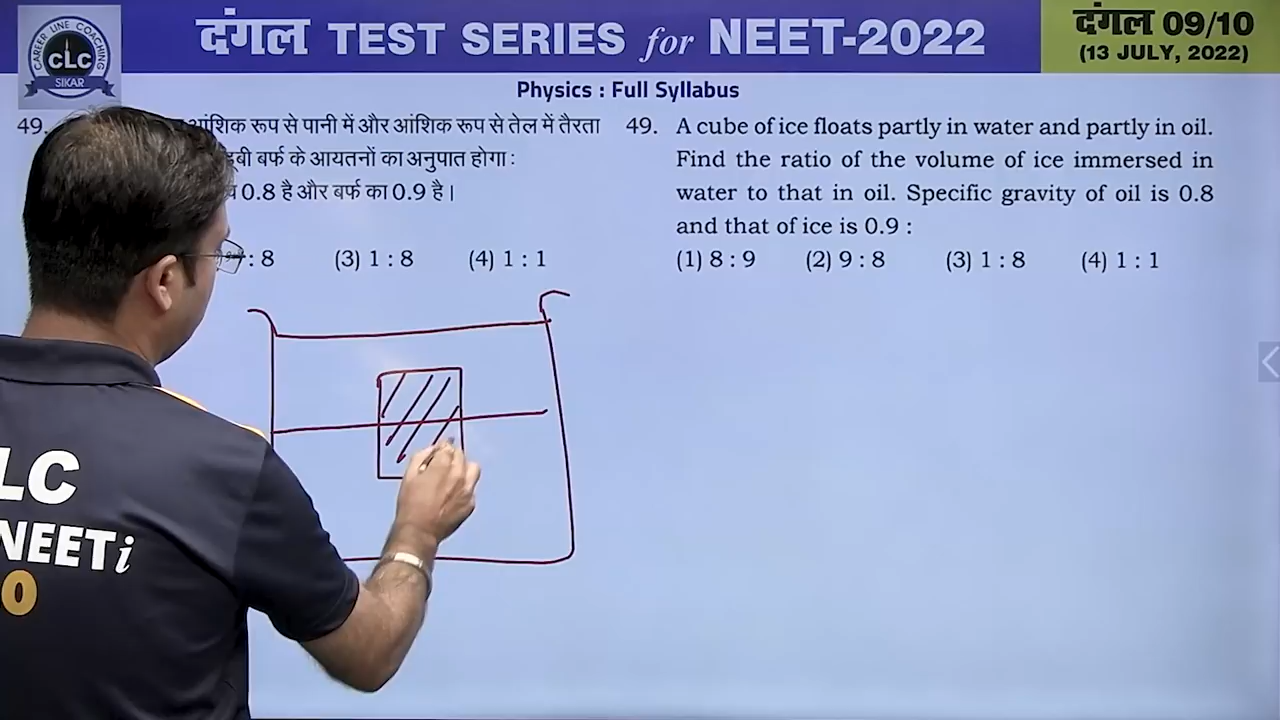 दंगल TEST SERIES for NEET-2022
दंगल 09/10
(13 JULY, 2022)
CAREER LINE COACHING
CLC
SIKAR
Physics : Full Syllabus
49.
आंशिक रूप से पानी में और आंशिक रूप से तेल में तैरता
डूबी बर्फ के आयतनों का अनुपात होगा :
0.8 है और बर्फ का 0.9 है।
: 8 (3) 1 : 8 (4) 1 : 1
49. A cube of ice floats partly in water and partly in oil.
Find the ratio of the volume of ice immersed in
water to that in oil. Specific gravity of oil is 0.8
and that of ice is 0.9 :
(1) 8 : 9 (2) 9 : 8 (3) 1 : 8 (4) 1 : 1
LC
NEETi
0